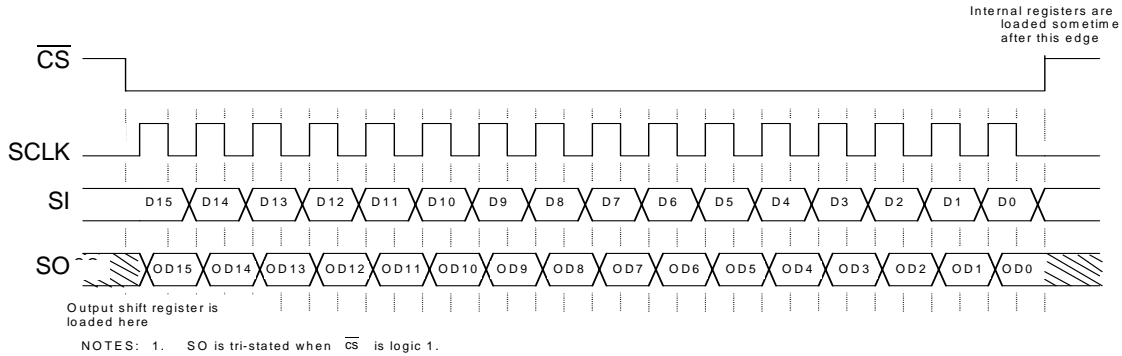 Internal registers are
loaded sometime
after this edge
CS
SCLK
SI D15 D14 D13 D12 D11 D10 D9 D8 D7 D6 D5 D4 D3 D2 D1 D0
SO OD15 OD14 OD13 OD12 OD11 OD10 OD9 OD8 OD7 OD6 OD5 OD4 OD3 OD2 OD1 OD0
Output shift register is
loaded here
NOTES: 1. SO is tri-stated when CS is logic 1.